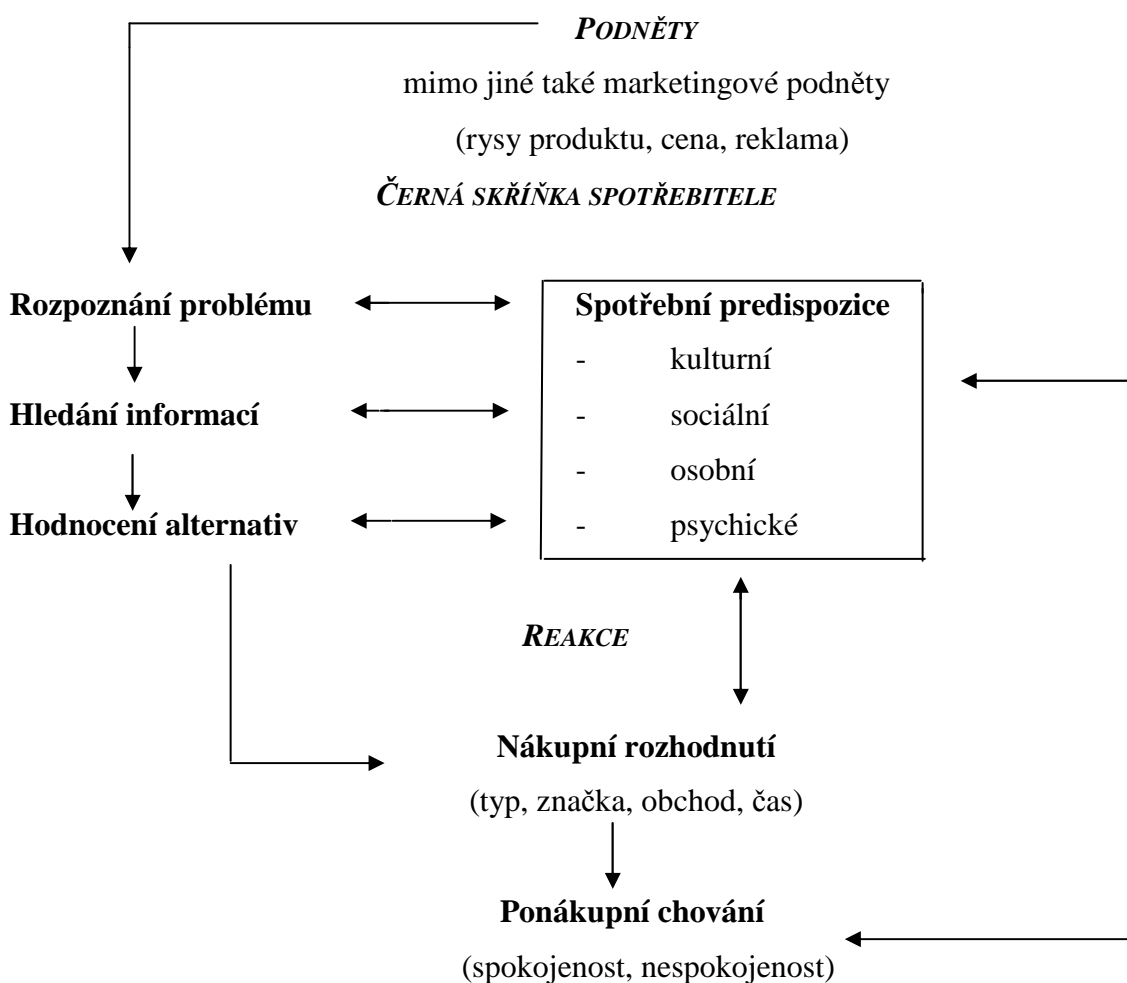 PODNĚTY
mimo jiné také marketingové podněty
(rysy produktu, cena, reklama)
ČERNÁ SKŘÍŇKA SPOTŘEBITELE
Rozpoznání problému
Spotřební predispozice
- kulturní
Hledání informací
- sociální
- osobní
Hodnocení alternativ
- psychické
REAKCE
Nákupní rozhodnutí
(typ, značka, obchod, čas)
Ponákupní chování
(spokojenost, nespokojenost)